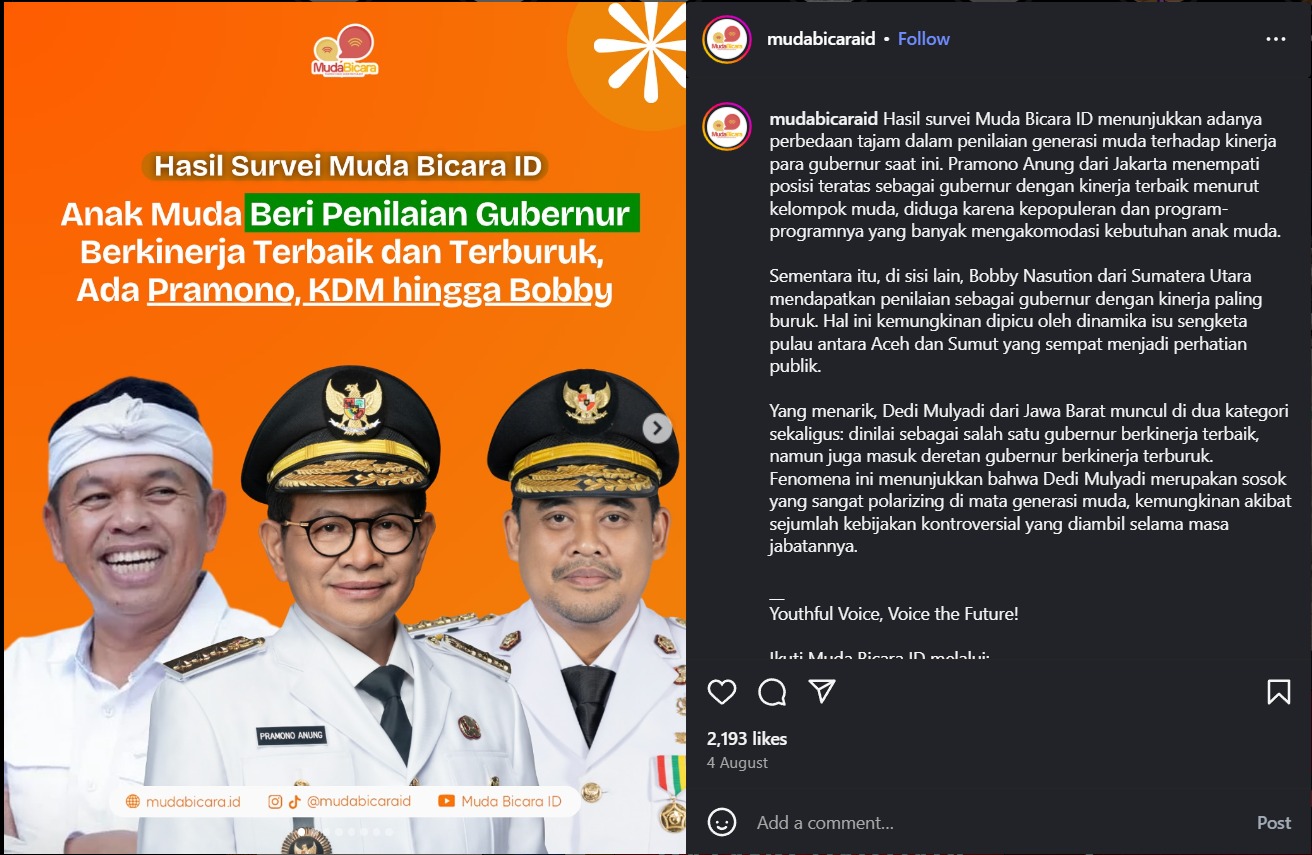 MudaBicara
Hasil Survei Muda Bicara ID
Anak Muda Beri Penilaian Gubernur
Berkinerja Terbaik dan Terburuk,
Ada Pramono, KDM hingga Bobby
PRAMONO ANUNG
mudabicara.id @mudabicaraid Muda Bicara ID
mudabicaraid • Follow
mudabicaraid Hasil survei Muda Bicara ID menunjukkan adanya
perbedaan tajam dalam penilaian generasi muda terhadap kinerja
para gubernur saat ini. Pramono Anung dari Jakarta menempati
posisi teratas sebagai gubernur dengan kinerja terbaik menurut
kelompok muda, diduga karena kepopuleran dan program-
programnya yang banyak mengakomodasi kebutuhan anak muda.
Sementara itu, di sisi lain, Bobby Nasution dari Sumatera Utara
mendapatkan penilaian sebagai gubernur dengan kinerja paling
buruk. Hal ini kemungkinan dipicu oleh dinamika isu sengketa
pulau antara Aceh dan Sumut yang sempat menjadi perhatian
publik.
Yang menarik, Dedi Mulyadi dari Jawa Barat muncul di dua kategori
sekaligus: dinilai sebagai salah satu gubernur berkinerja terbaik,
namun juga masuk deretan gubernur berkinerja terburuk.
Fenomena ini menunjukkan bahwa Dedi Mulyadi merupakan sosok
yang sangat polarizing di mata generasi muda, kemungkinan akibat
sejumlah kebijakan kontroversial yang diambil selama masa
jabatannya.
__
Youthful Voice, Voice the Future!
Ikuti Muda Bicara ID melalui:
2,193 likes
4 August
Add a comment...
Post